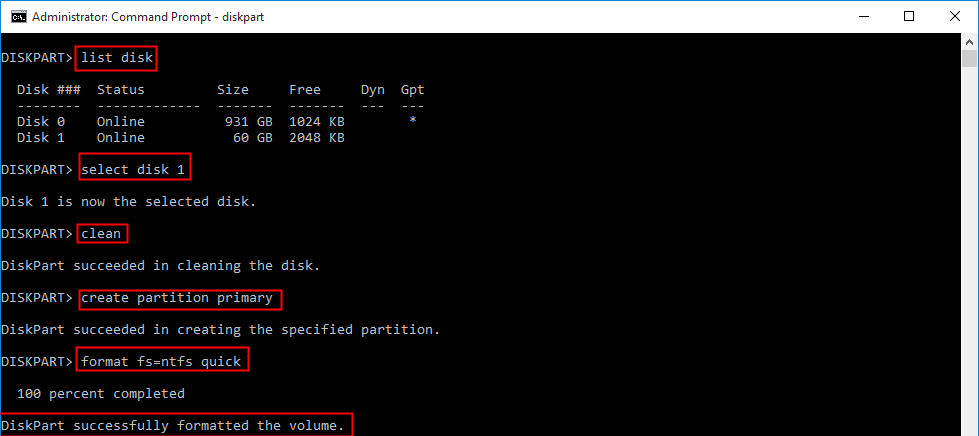 Administrator: Command Prompt - diskpart
DISKPART> list disk
Disk ### Status Size Free Dyn Gpt
-------- ------------- ------- ------- --- ---
Disk 0 Online 931 GB 1024 KB *
Disk 1 Online 60 GB 2048 KB
DISKPART> select disk 1
Disk 1 is now the selected disk.
DISKPART> clean
DiskPart succeeded in cleaning the disk.
DISKPART> create partition primary
DiskPart succeeded in creating the specified partition.
DISKPART> format fs=ntfs quick
100 percent completed
DiskPart successfully formatted the volume.